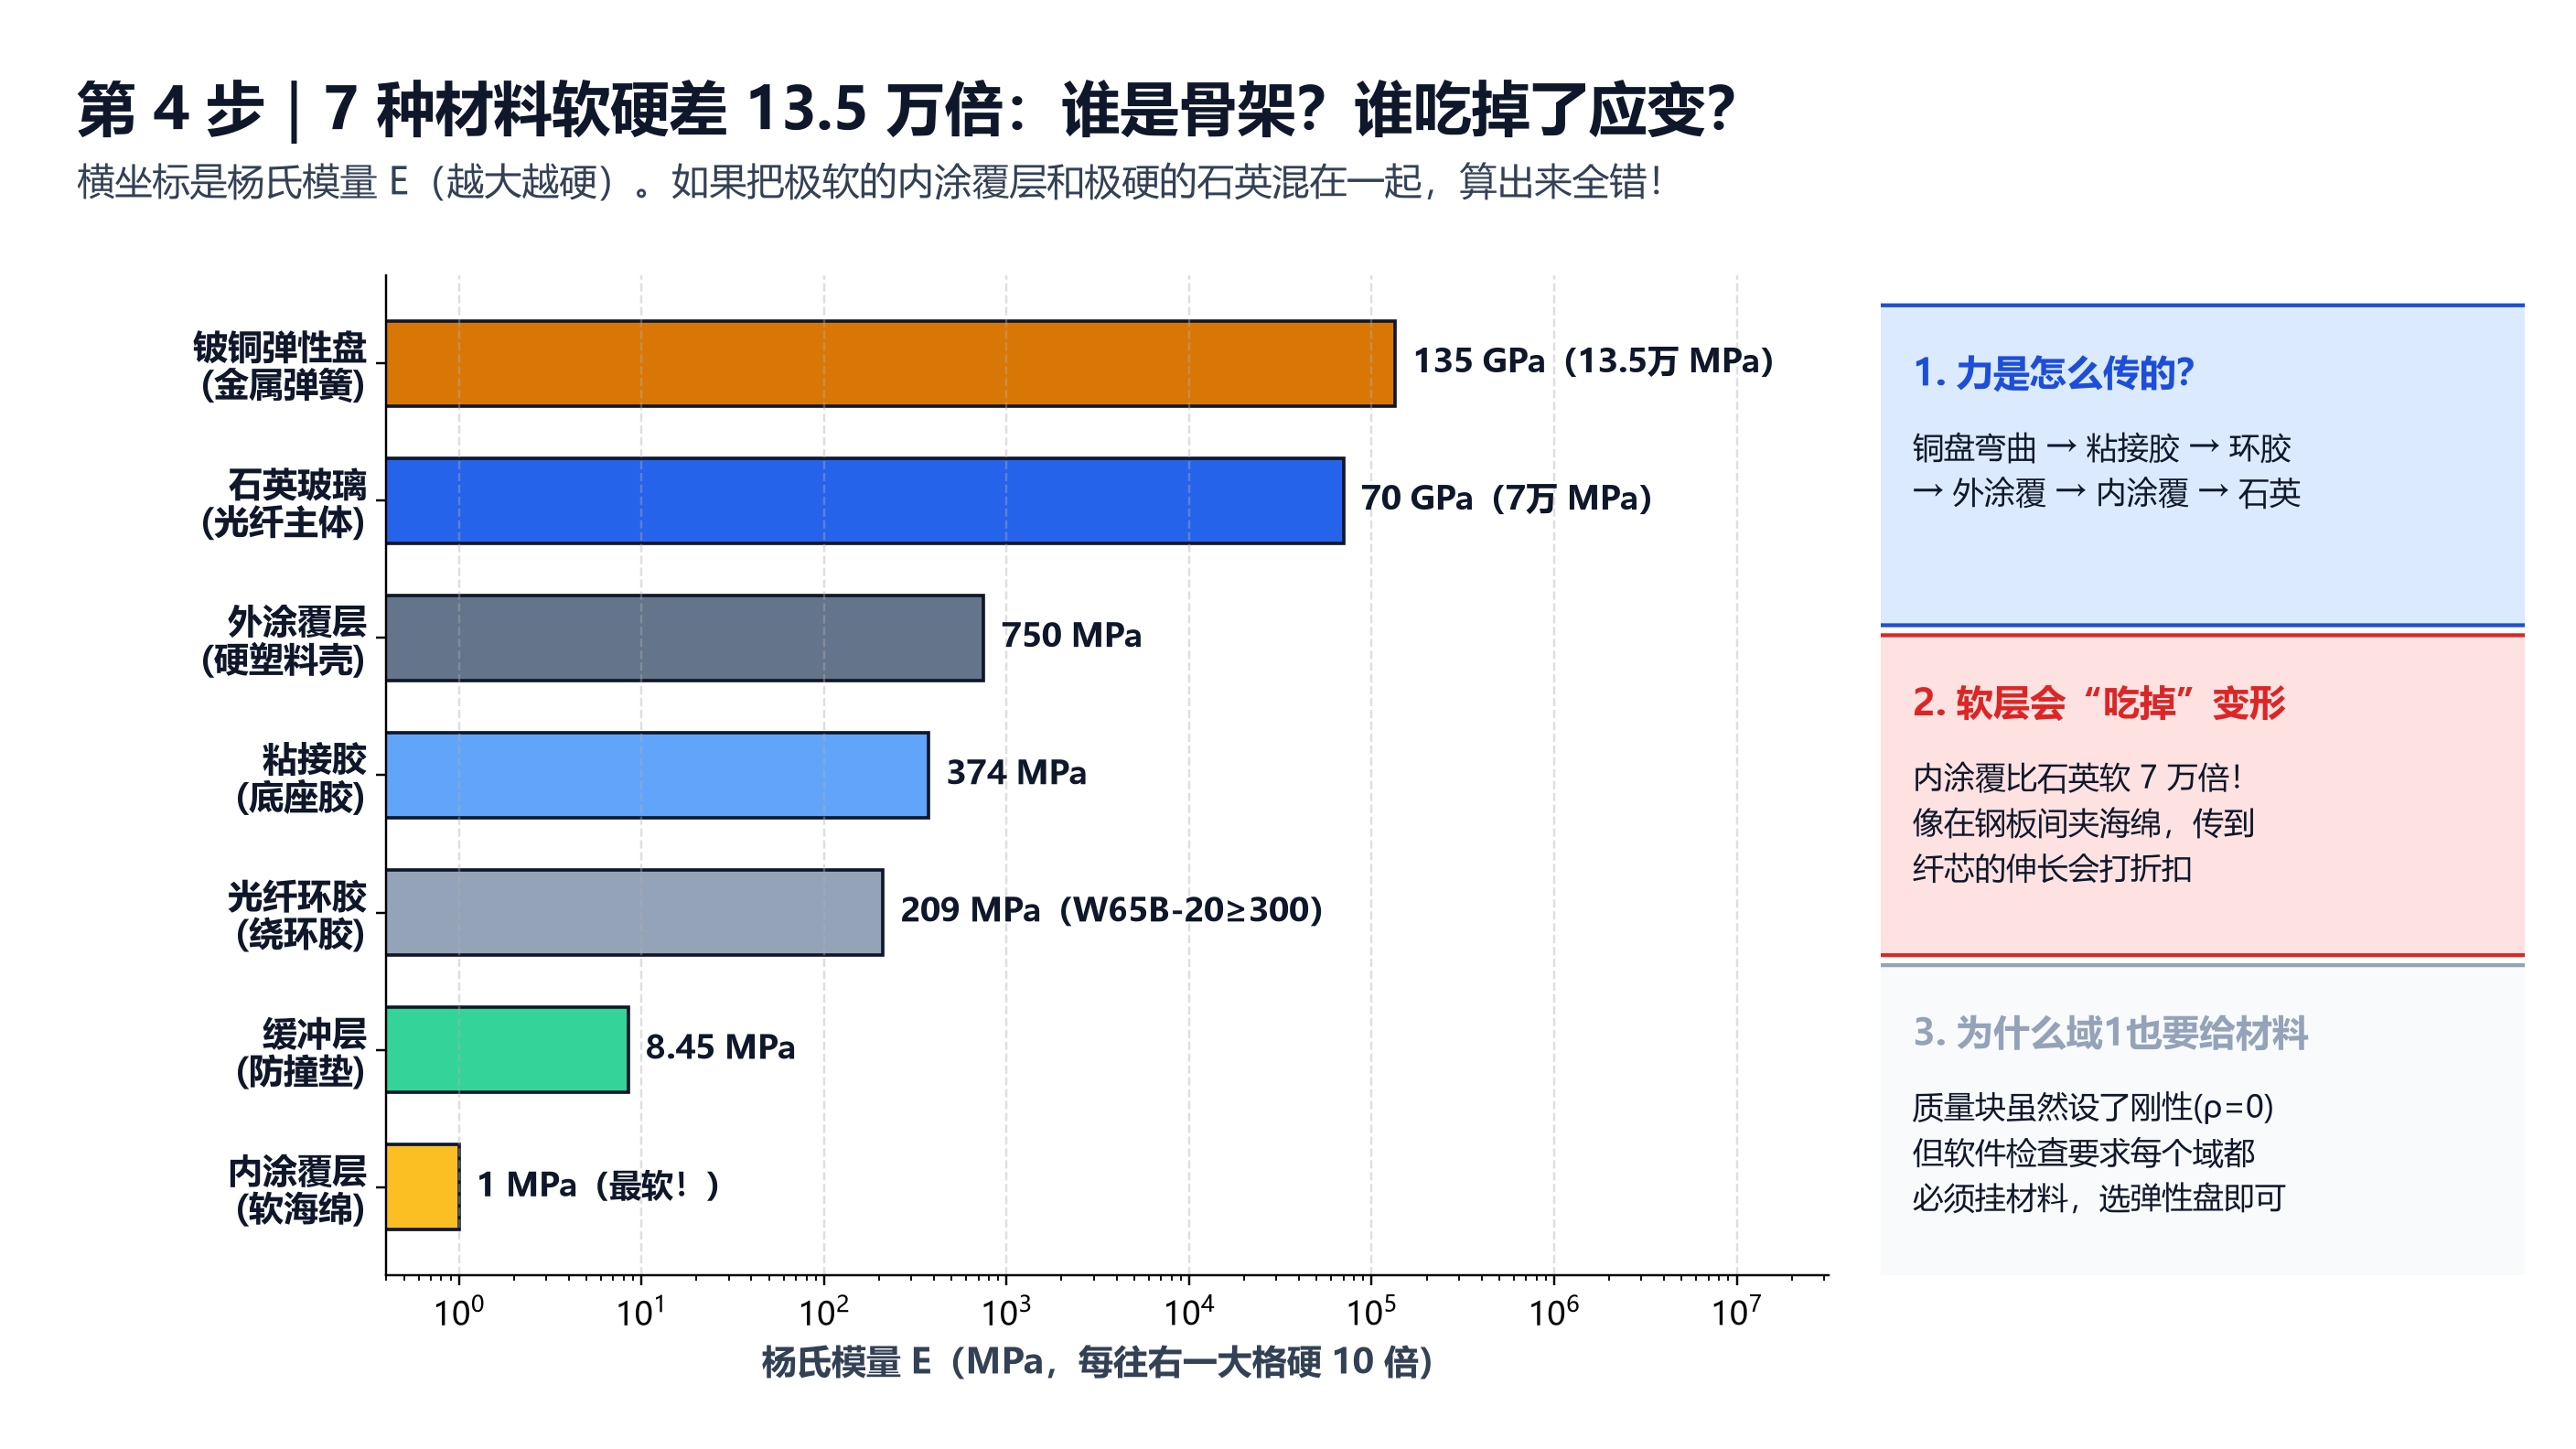 第 4 步 | 7 种材料软硬差 13.5 万倍：谁是骨架？谁吃掉了应变？
横坐标是杨氏模量 E（越大越硬）。如果把极软的内涂覆层和极硬的石英混在一起，算出来全错！
铍铜弹性盘
(金属弹簧)
135 GPa（13.5万 MPa）
石英玻璃
(光纤主体)
70 GPa（7万 MPa）
外涂覆层
(硬塑料壳)
750 MPa
粘接胶
(底座胶)
374 MPa
光纤环胶
(绕环胶)
209 MPa（W65B-20≥300）
缓冲层
(防撞垫)
8.45 MPa
内涂覆层
(软海绵)
1 MPa（最软！）
10⁰ 10¹ 10² 10³ 10⁴ 10⁵ 10⁶ 10⁷
杨氏模量 E（MPa，每往右一大格硬 10 倍）
1. 力是怎么传的？
铜盘弯曲 → 粘接胶 → 环胶
→ 外涂覆 → 内涂覆 → 石英
2. 软层会“吃掉”变形
内涂覆比石英软 7 万倍！
像在钢板间夹海绵，传到
纤芯的伸长会打折扣
3. 为什么域1也要给材料
质量块虽然设了刚性(ρ=0)
但软件检查要求每个域都
必须挂材料，选弹性盘即可